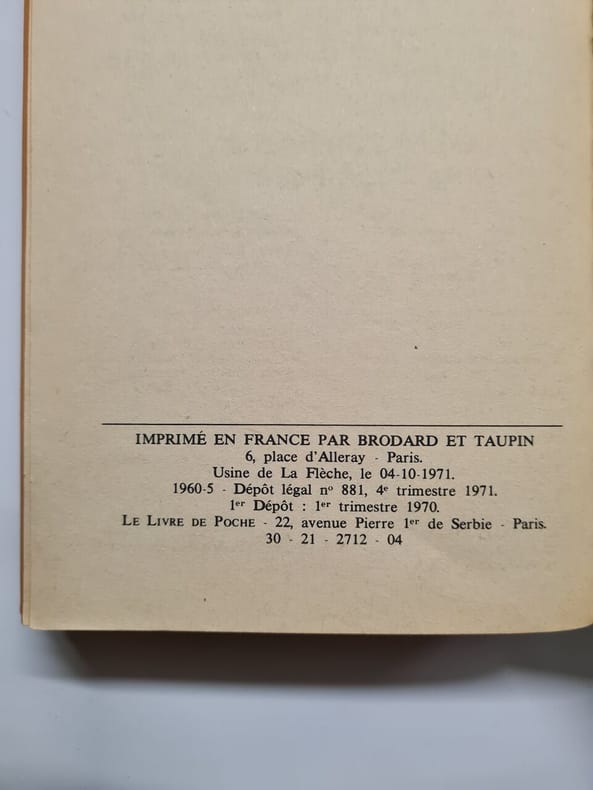 IMPRIMÉ EN FRANCE PAR BRODARD ET TAUPIN
6, place d'Alleray - Paris.
Usine de La Flèche, le 04-10-1971.
1960-5 - Dépôt légal nº 881, 4e trimestre 1971.
1er Dépôt : 1er trimestre 1970.
LE LIVRE DE POCHE - 22, avenue Pierre 1er de Serbie - Paris.
30 - 21 - 2712 - 04